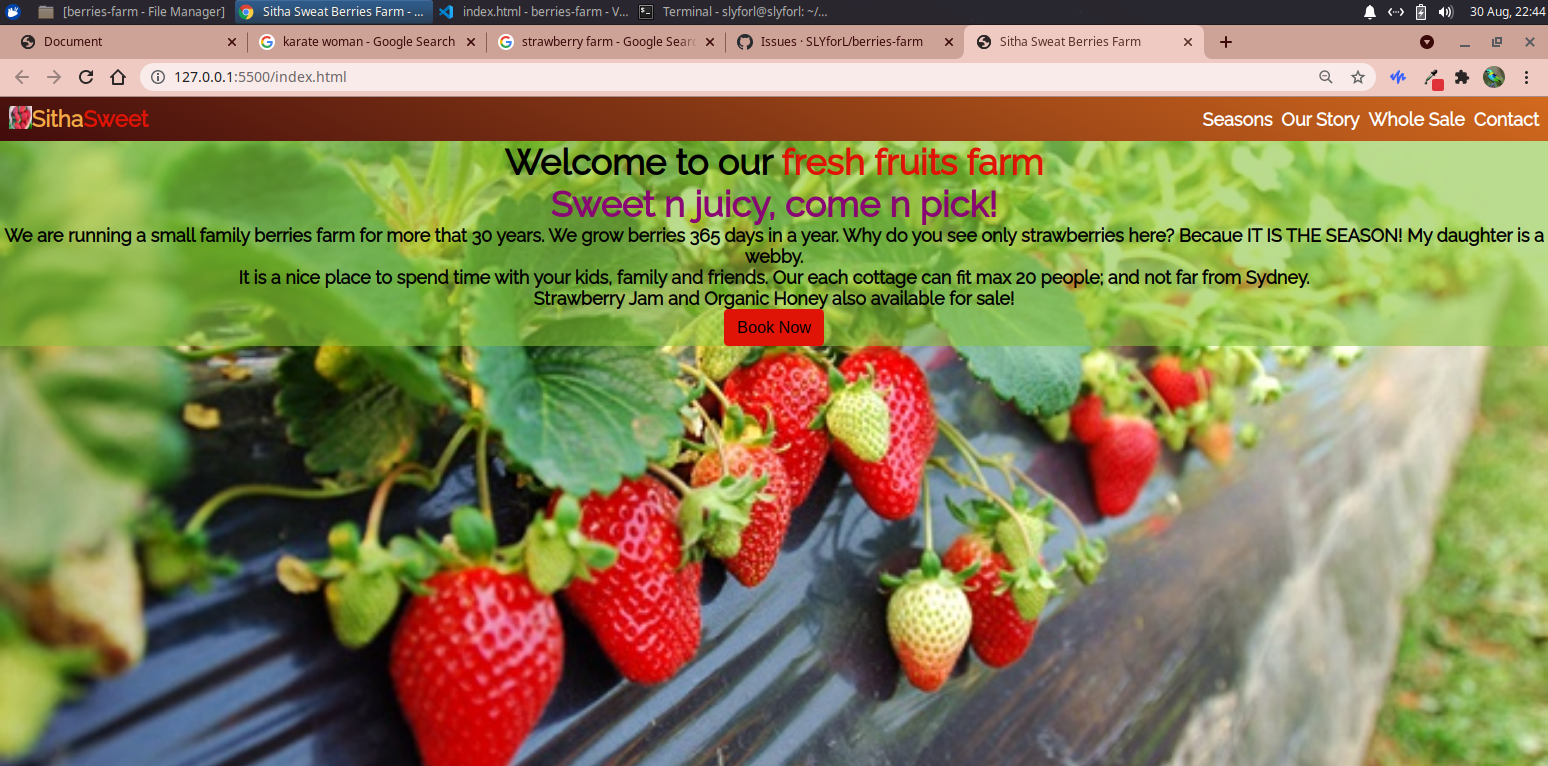 [berries-farm - File Manager]
Sitha Sweat Berries Farm - ...
index.html - berries-farm - V...
Terminal - slyforl@slyforl: ~/...
30 Aug, 22:44
Document
karate woman - Google Search
strawberry farm - Google Sear
Issues · SLYforL/berries-farm
Sitha Sweat Berries Farm
127.0.0.1:5500/index.html
SithaSweet
Seasons Our Story Whole Sale Contact
Welcome to our fresh fruits farm
Sweet n juicy, come n pick!
We are running a small family berries farm for more that 30 years. We grow berries 365 days in a year. Why do you see only strawberries here? Becaue IT IS THE SEASON! My daughter is a
webby.
It is a nice place to spend time with your kids, family and friends. Our each cottage can fit max 20 people; and not far from Sydney.
Strawberry Jam and Organic Honey also available for sale!
Book Now